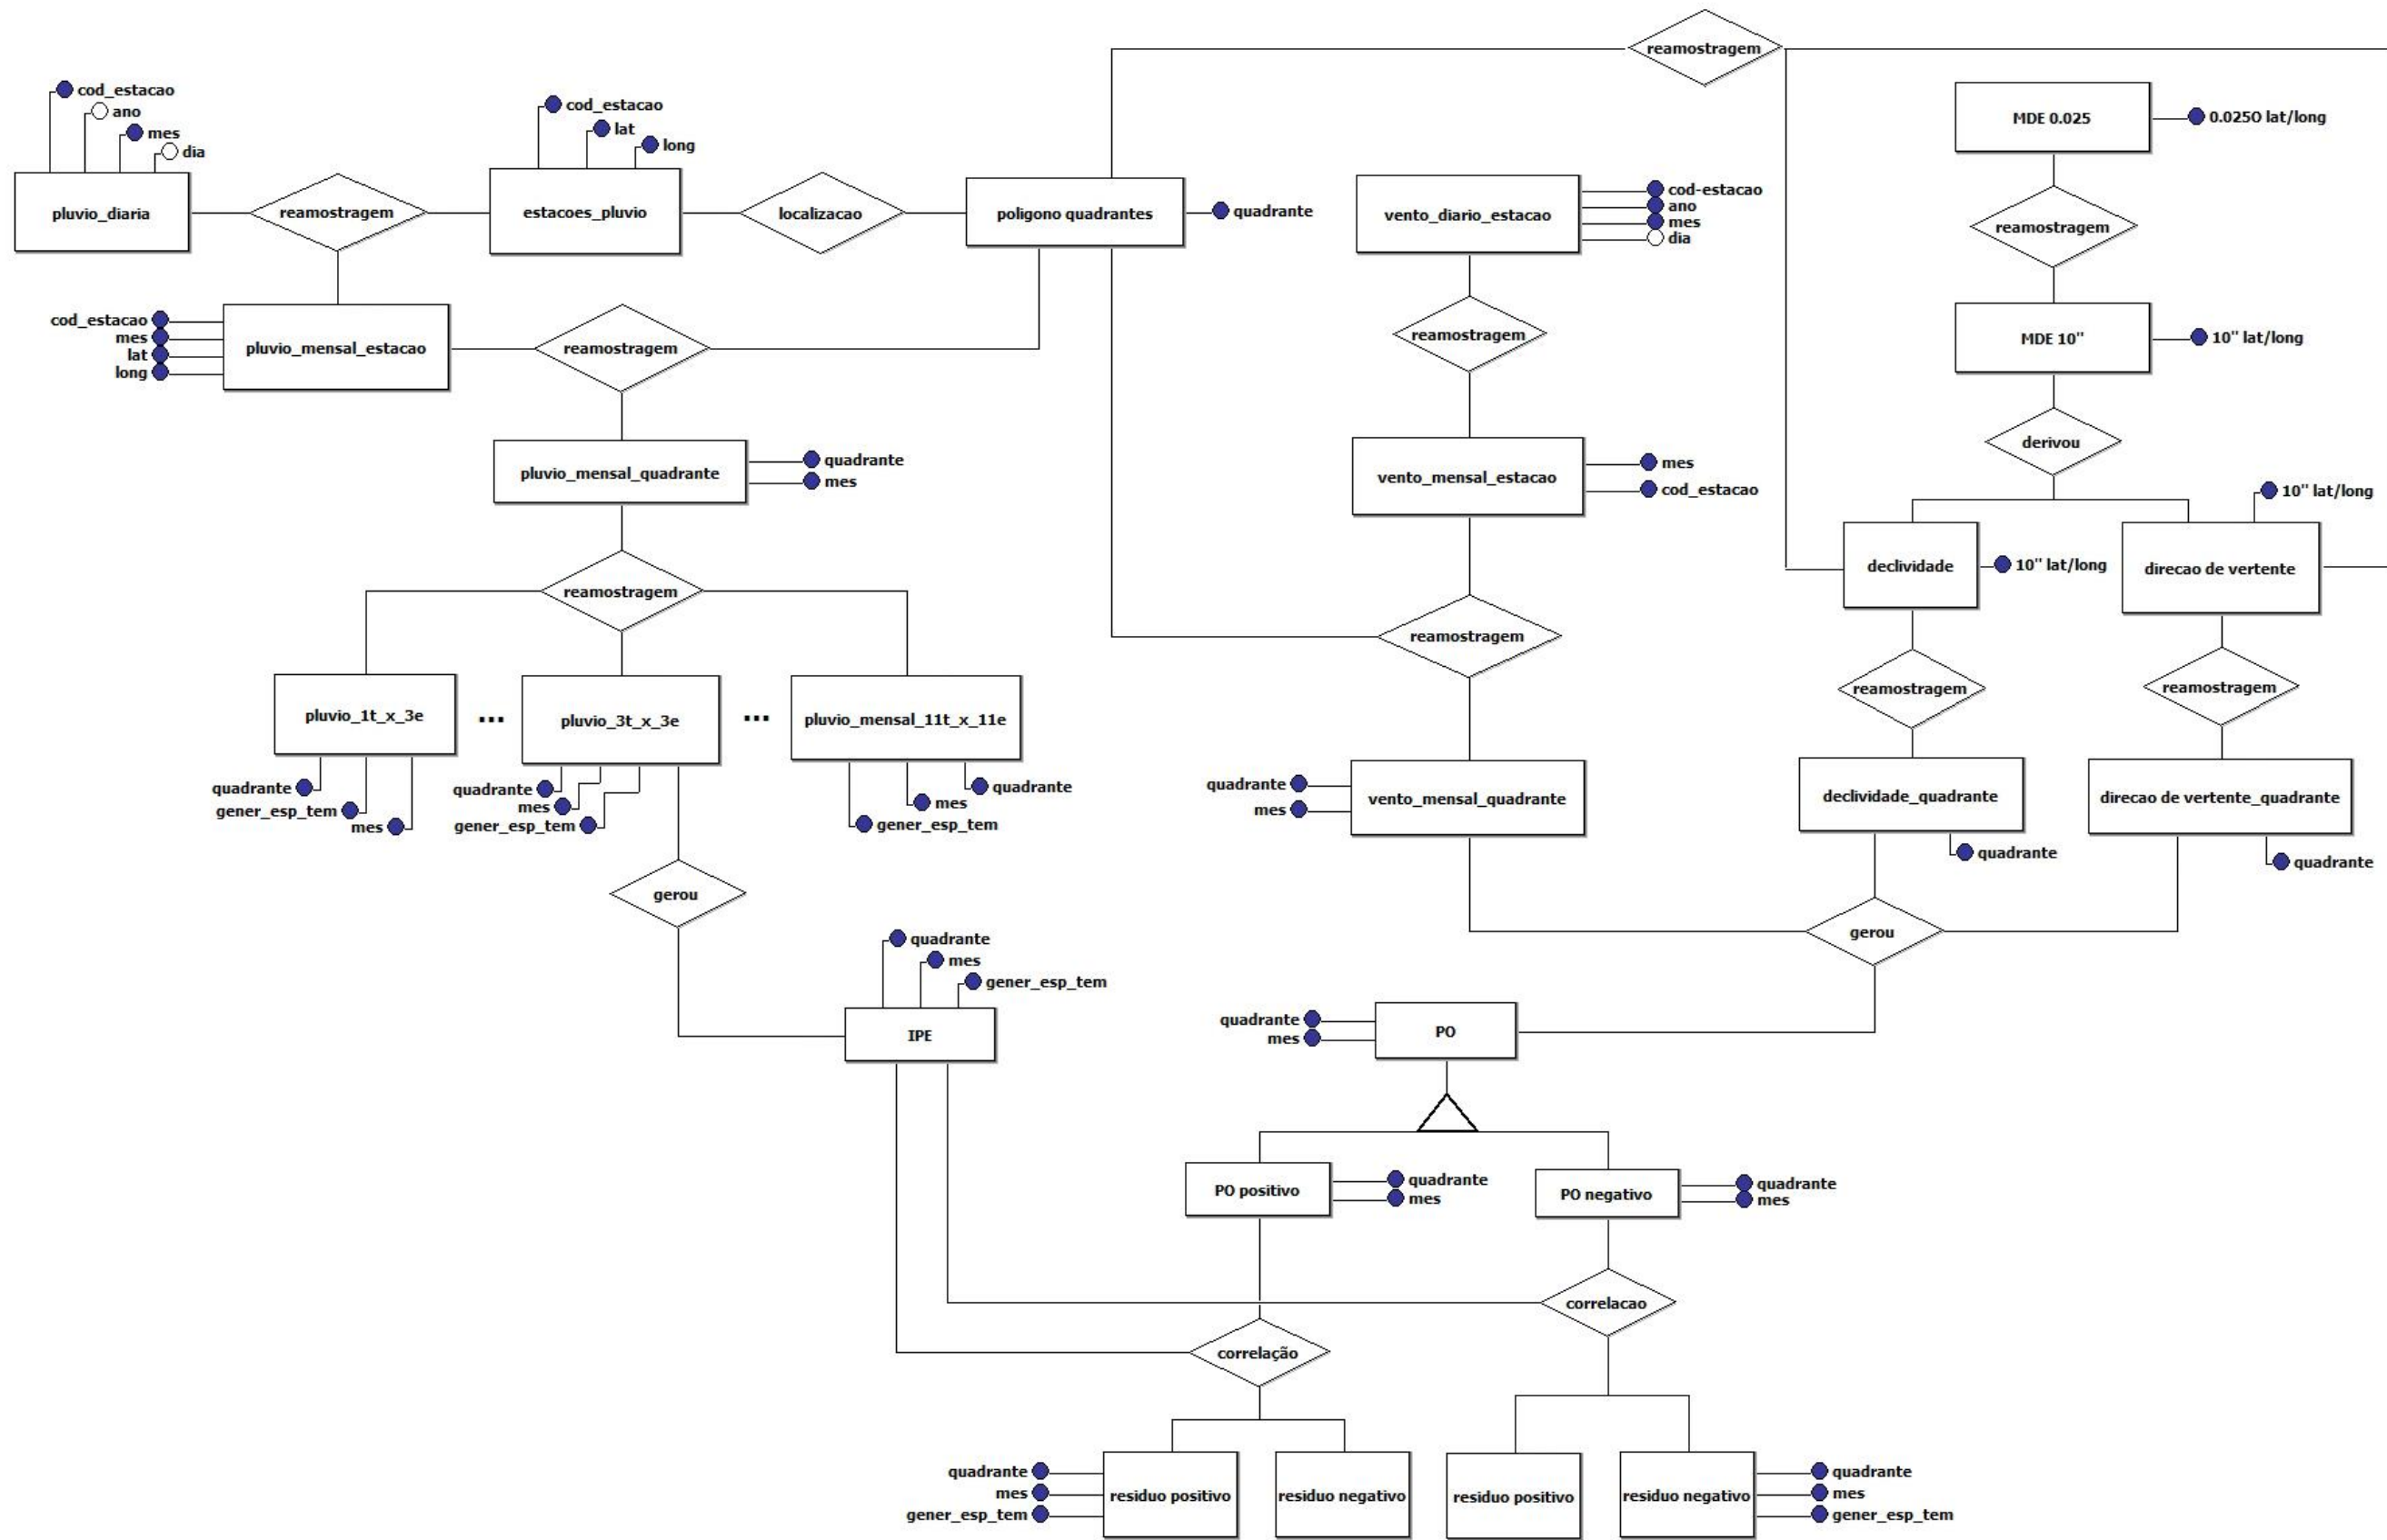 reamostragem
cod_estacao
ano
mes
dia
pluvio_diaria
reamostragem
cod_estacao
lat
long
estacoes_pluvio
localizacao
poligono quadrantes
quadrante
vento_diario_estacao
cod-estacao
ano
mes
dia
MDE 0.025
0.025O lat/long
reamostragem
cod_estacao
mes
lat
long
pluvio_mensal_estacao
reamostragem
reamostragem
MDE 10"
10" lat/long
derivou
pluvio_mensal_quadrante
quadrante
mes
vento_mensal_estacao
mes
cod_estacao
10" lat/long
declividade
10" lat/long
direcao de vertente
reamostragem
reamostragem
reamostragem
reamostragem
pluvio_1t_x_3e
...
pluvio_3t_x_3e
...
pluvio_mensal_11t_x_11e
quadrante
gener_esp_tem
mes
quadrante
mes
gener_esp_tem
quadrante
mes
gener_esp_tem
quadrante
mes
vento_mensal_quadrante
declividade_quadrante
quadrante
direcao de vertente_quadrante
quadrante
gerou
gerou
quadrante
mes
gener_esp_tem
IPE
quadrante
mes
PO
PO positivo
quadrante
mes
PO negativo
quadrante
mes
correlacao
correlação
quadrante
mes
gener_esp_tem
residuo positivo
residuo negativo
residuo positivo
residuo negativo
quadrante
mes
gener_esp_tem